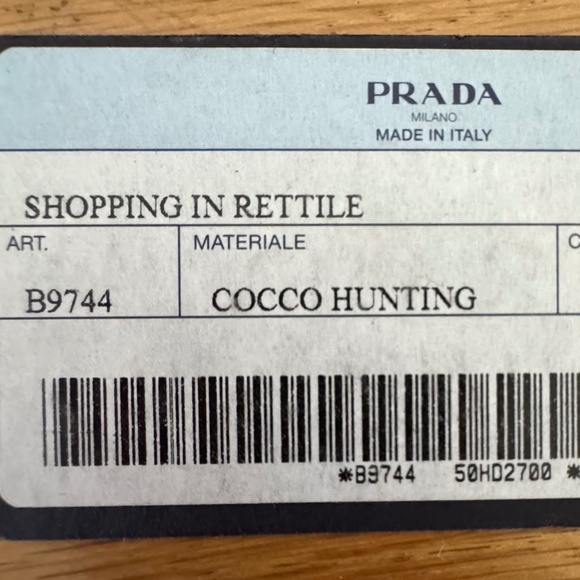 PRADA
MILANO
MADE IN ITALY
SHOPPING IN RETTILE
ART. MATERIALE C
B9744 COCCO HUNTING
*B9744 50HD2700 *